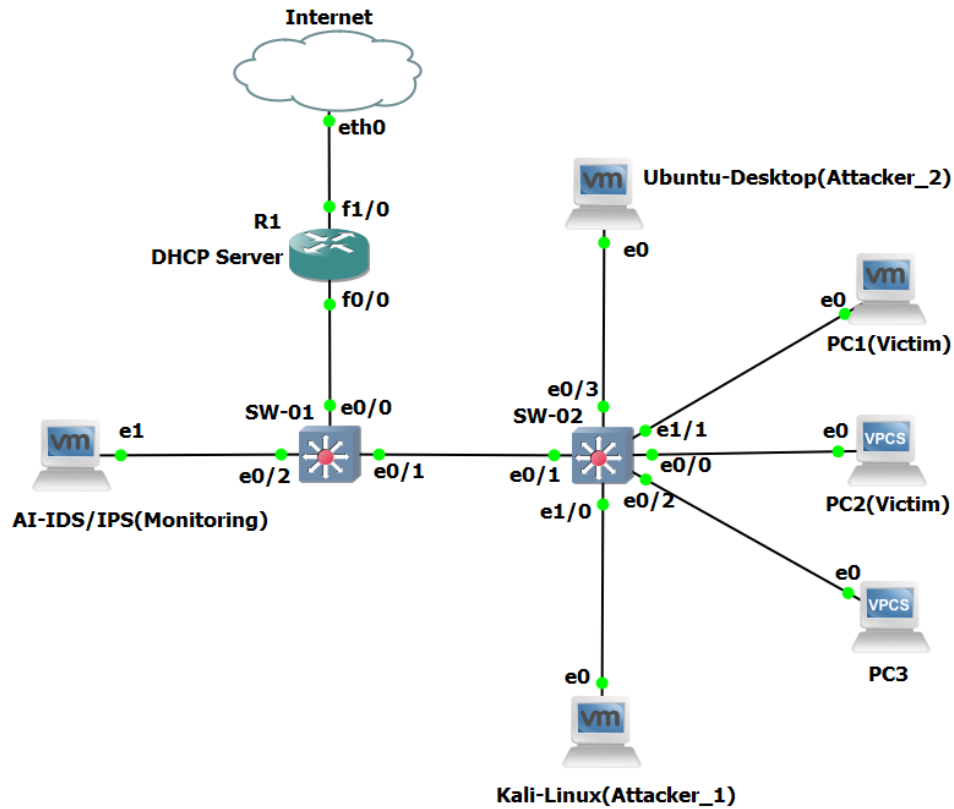 Internet
eth0
f1/0
R1
DHCP Server
f0/0
vm
Ubuntu-Desktop(Attacker_2)
e0
e0
vm
PC1(Victim)
e0/3
SW-01
e0/0
SW-02
e1/1
vm
e1
e0/2
e0/1
e0/1
e0/0
e0
VPCS
AI-IDS/IPS(Monitoring)
e1/0
e0/2
PC2(Victim)
e0
VPCS
PC3
e0
vm
Kali-Linux(Attacker_1)